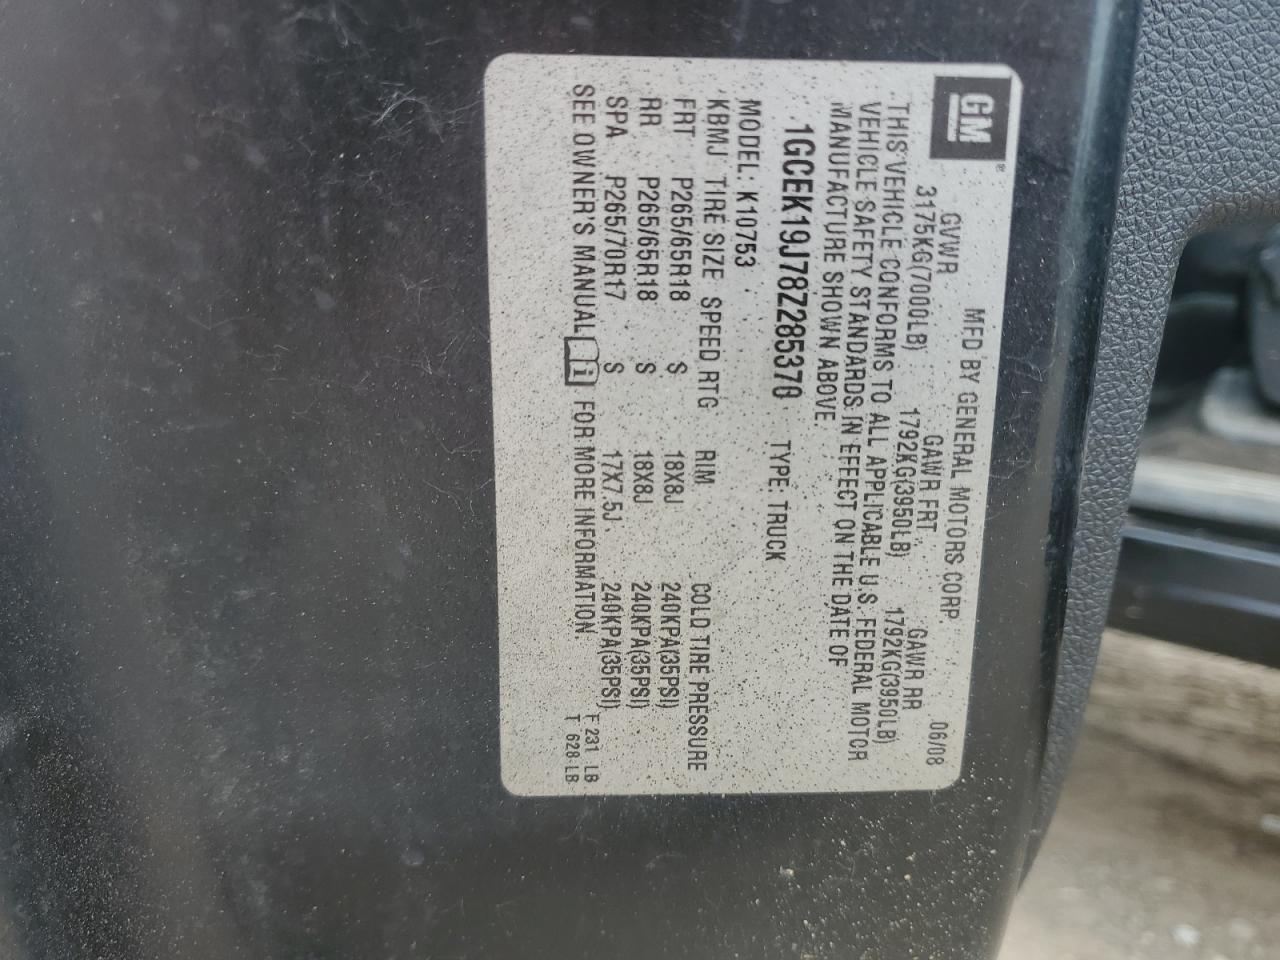 GM ®
MFD BY GENERAL MOTORS CORP 06/08
GVWR GAWR FRT GAWR RR
3175KG(7000LB) 1792KG(3950LB) 1792KG(3950LB)
THIS VEHICLE CONFORMS TO ALL APPLICABLE U.S. FEDERAL MOTOR
VEHICLE SAFETY STANDARDS IN EFFECT ON THE DATE OF
MANUFACTURE SHOWN ABOVE.
1GCEK19J78Z285370 TYPE: TRUCK
MODEL: K10753
KBMJ TIRE SIZE SPEED RTG RIM COLD TIRE PRESSURE
FRT P265/65R18 S 18X8J 240KPA(35PSI)
RR P265/65R18 S 18X8J 240KPA(35PSI)
SPA P265/70R17 S 17X7.5J 240KPA(35PSI)
SEE OWNER'S MANUAL i FOR MORE INFORMATION. F 231 LB
T 628 LB